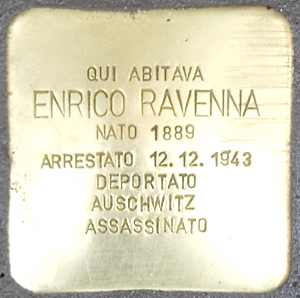 QUI ABITAVA
ENRICO RAVENNA
NATO 1889
ARRESTATO 12.12.1943
DEPORTATO
AUSCHWITZ
ASSASSINATO